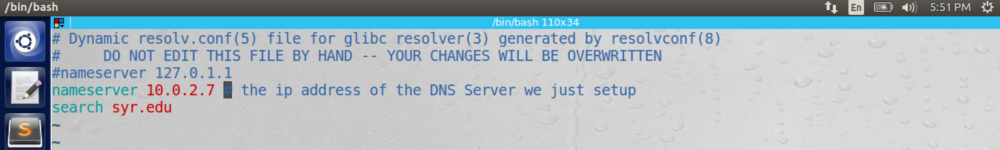 /bin/bash
En
5:51 PM
/bin/bash 110x34
# Dynamic resolv.conf(5) file for glibc resolver(3) generated by resolvconf(8)
#     DO NOT EDIT THIS FILE BY HAND -- YOUR CHANGES WILL BE OVERWRITTEN
#nameserver 127.0.1.1
nameserver 10.0.2.7 # the ip address of the DNS Server we just setup
search syr.edu
~
~
S